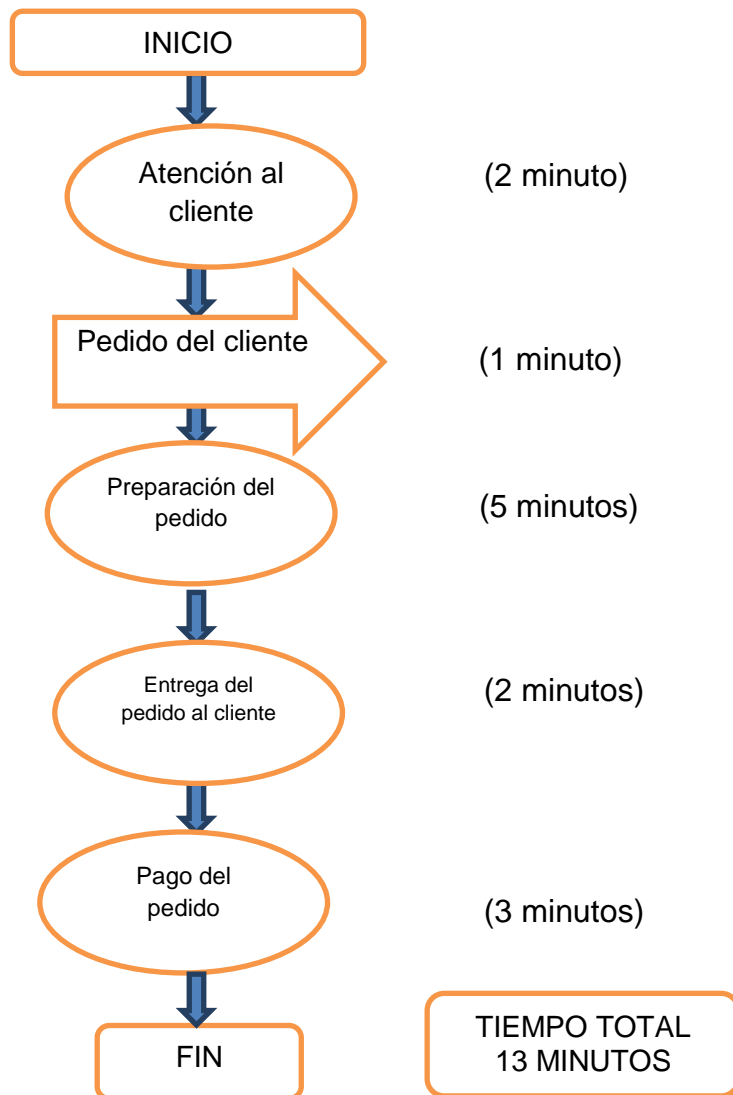 INICIO
Atención al
cliente
(2 minuto)
Pedido del cliente
(1 minuto)
Preparación del
pedido
(5 minutos)
Entrega del
pedido al cliente
(2 minutos)
Pago del
pedido
(3 minutos)
FIN
TIEMPO TOTAL
13 MINUTOS